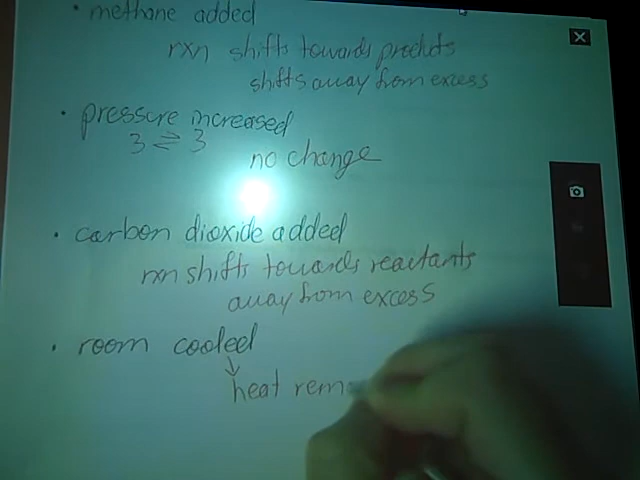 • methane added
rxn shifts towards products
shifts away from excess
• pressure increased
3 ⇌ 3
no change
• carbon dioxide added
rxn shifts towards reactants
away from excess
• room cooled
↓
heat remo